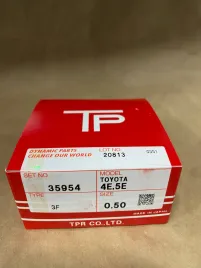 TP
DYNAMIC PARTS
CHANGE OUR WORLD
LOT NO.
20813
SET NO.
35954
MODEL
TOYOTA
4E.5E
TYPE
3F
SIZE
0.50
MADE IN JAPAN
TPR CO.,LTD.